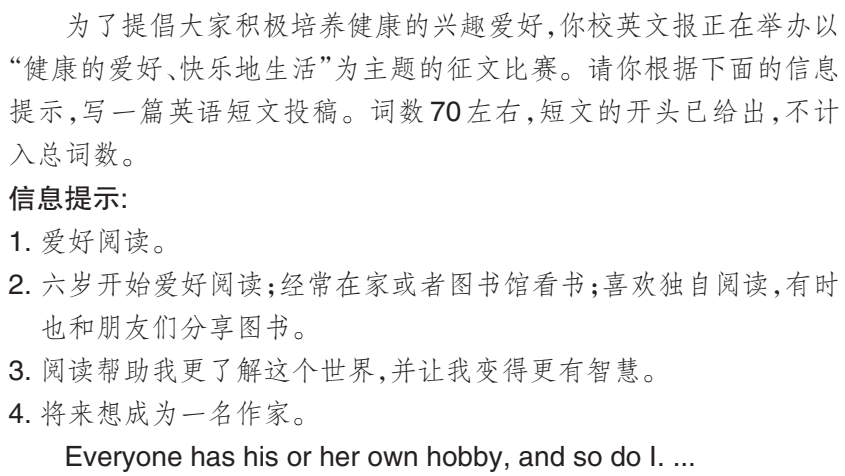 为了提倡大家积极培养健康的兴趣爱好,你校英文报正在举办以
“健康的爱好、快乐地生活”为主题的征文比赛。请你根据下面的信息
提示,写一篇英语短文投稿。词数70左右,短文的开头已给出,不计
入总词数。
信息提示:
1. 爱好阅读。
2. 六岁开始爱好阅读;经常在家或者图书馆看书;喜欢独自阅读,有时
也和朋友们分享图书。
3. 阅读帮助我更了解这个世界,并让我变得更有智慧。
4. 将来想成为一名作家。
Everyone has his or her own hobby, and so do I. ...